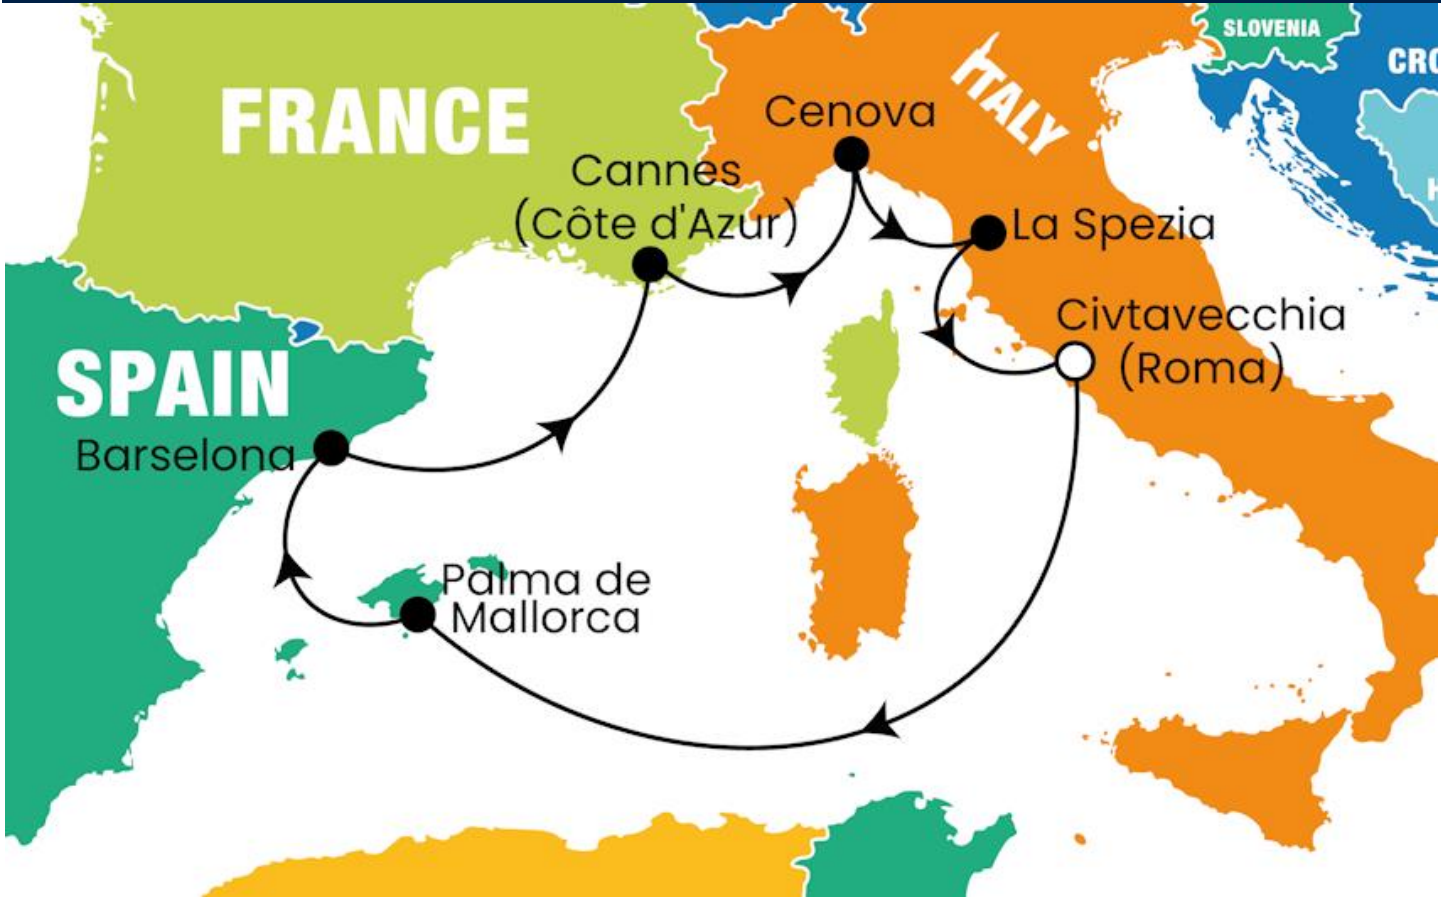 SLOVENIA
CRO
FRANCE
ITALY
Cenova
Cannes
(Côte d'Azur)
La Spezia
Civtavecchia
(Roma)
SPAIN
Barselona
Palma de
Mallorca